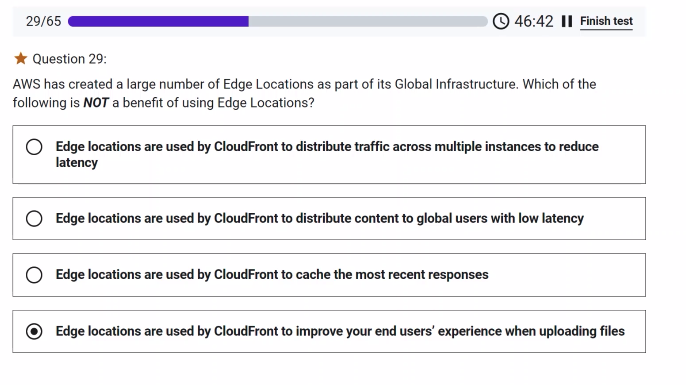 29/65 46:42 Finish test
Question 29:
AWS has created a large number of Edge Locations as part of its Global Infrastructure. Which of the
following is NOT a benefit of using Edge Locations?
Edge locations are used by CloudFront to distribute traffic across multiple instances to reduce
latency
Edge locations are used by CloudFront to distribute content to global users with low latency
Edge locations are used by CloudFront to cache the most recent responses
Edge locations are used by CloudFront to improve your end users’ experience when uploading files